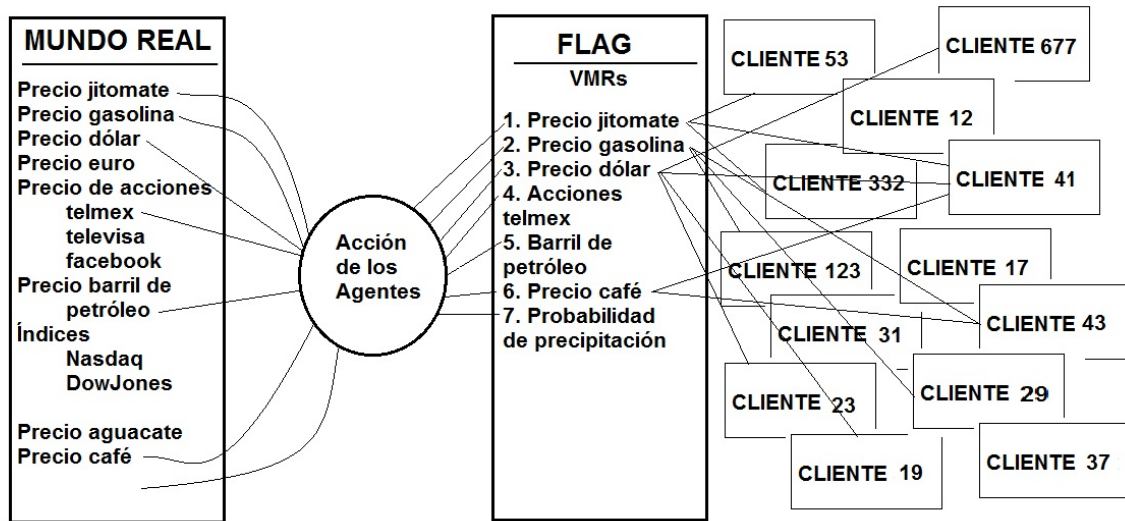 MUNDO REAL
Precio jitomate
Precio gasolina
Precio dólar
Precio euro
Precio de acciones
telmex
televisa
facebook
Precio barril de
petróleo
Índices
Nasdaq
DowJones
Precio aguacate
Precio café
Acción
de los
Agentes
FLAG
VMRs
1. Precio jitomate
2. Precio gasolina
3. Precio dólar
4. Acciones
telmex
5. Barril de
petróleo
6. Precio café
7. Probabilidad
de precipitación
CLIENTE 53
CLIENTE 677
CLIENTE 12
CLIENTE 332
CLIENTE 41
CLIENTE 123
CLIENTE 17
CLIENTE 31
CLIENTE 43
CLIENTE 23
CLIENTE 29
CLIENTE 19
CLIENTE 37